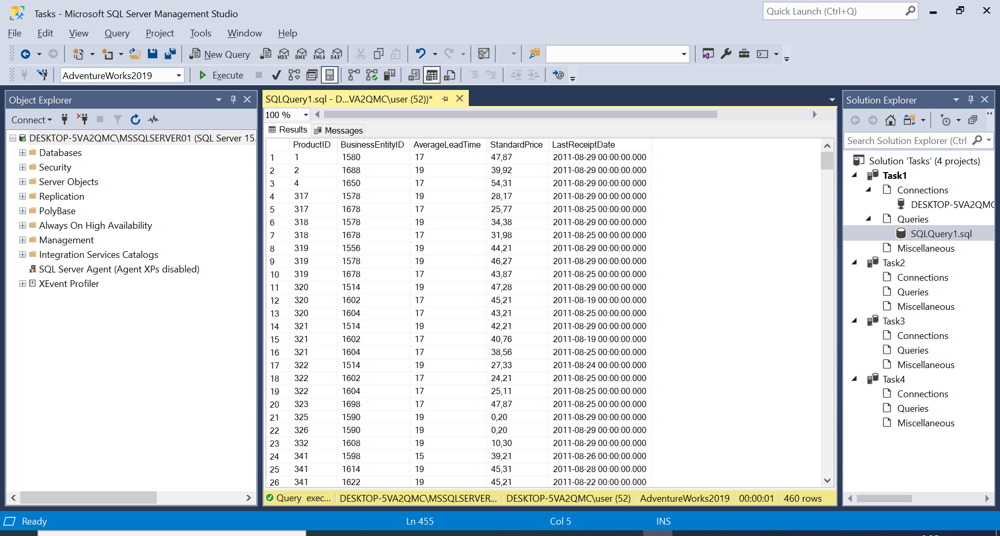 Tasks - Microsoft SQL Server Management Studio
Quick Launch (Ctrl+Q)
File Edit View Query Project Tools Window Help
New Query MDX DMX XMLA DAX
AdventureWorks2019 Execute
Object Explorer
Connect
DESKTOP-5VA2QMC\MSSQLSERVER01 (SQL Server 15.
Databases
Security
Server Objects
Replication
PolyBase
Always On High Availability
Management
Integration Services Catalogs
SQL Server Agent (Agent XPs disabled)
XEvent Profiler
SQLQuery1.sql - D...VA2QMC\user (52))*
100 %
Results Messages
ProductID BusinessEntityID AverageLeadTime StandardPrice LastReceiptDate
1 1 1580 17 47,87 2011-08-29 00:00:00.000
2 2 1688 19 39,92 2011-08-29 00:00:00.000
3 4 1650 17 54,31 2011-08-29 00:00:00.000
4 317 1578 19 28,17 2011-08-29 00:00:00.000
5 317 1678 17 25,77 2011-08-25 00:00:00.000
6 318 1578 19 34,38 2011-08-29 00:00:00.000
7 318 1678 17 31,98 2011-08-25 00:00:00.000
8 319 1556 19 44,21 2011-08-29 00:00:00.000
9 319 1578 19 46,27 2011-08-29 00:00:00.000
10 319 1678 17 43,87 2011-08-25 00:00:00.000
11 320 1514 19 47,28 2011-08-29 00:00:00.000
12 320 1602 17 45,21 2011-08-19 00:00:00.000
13 320 1604 17 43,21 2011-08-25 00:00:00.000
14 321 1514 19 42,21 2011-08-29 00:00:00.000
15 321 1602 17 40,76 2011-08-19 00:00:00.000
16 321 1604 17 38,56 2011-08-25 00:00:00.000
17 322 1514 19 27,33 2011-08-24 00:00:00.000
18 322 1602 17 24,21 2011-08-25 00:00:00.000
19 322 1604 17 25,11 2011-08-25 00:00:00.000
20 323 1698 17 47,87 2011-08-25 00:00:00.000
21 325 1590 19 0,20 2011-08-29 00:00:00.000
22 326 1590 19 0,20 2011-08-29 00:00:00.000
23 332 1608 19 10,30 2011-08-29 00:00:00.000
24 341 1598 15 39,21 2011-08-26 00:00:00.000
25 341 1614 19 45,31 2011-08-28 00:00:00.000
26 341 1622 19 45,21 2011-08-22 00:00:00.000
Query exec... DESKTOP-5VA2QMC\MSSQLSERVER... DESKTOP-5VA2QMC\user (52) AdventureWorks2019 00:00:01 460 rows
Solution Explorer
Search Solution Explorer (Ctrl
Solution 'Tasks' (4 projects)
Task1
Connections
DESKTOP-5VA2QMC
Queries
SQLQuery1.sql
Miscellaneous
Task2
Connections
Queries
Miscellaneous
Task3
Connections
Queries
Miscellaneous
Task4
Connections
Queries
Miscellaneous
Ready Ln 455 Col 5 INS